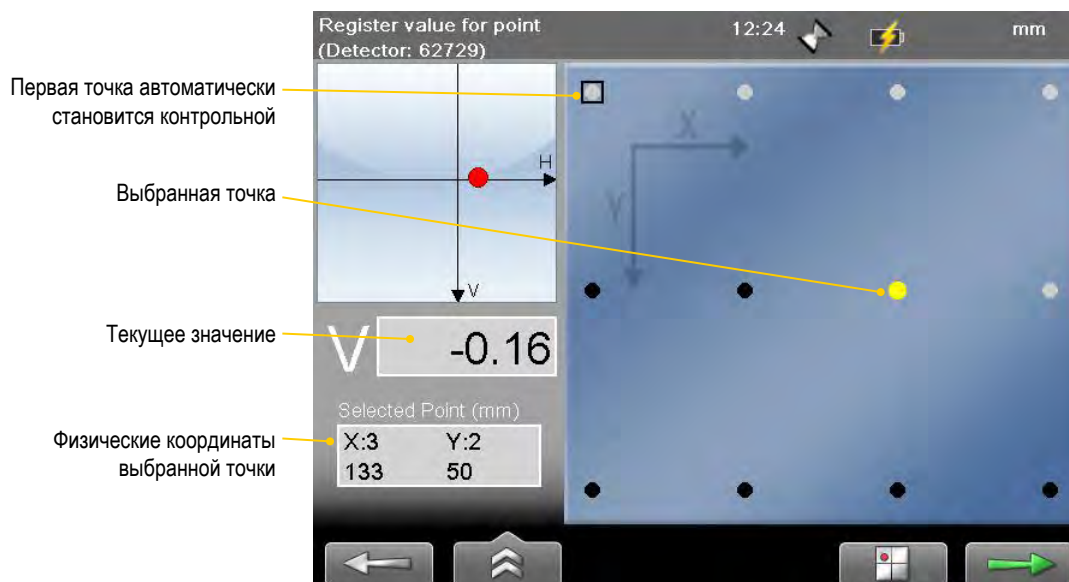 Register value for point
(Detector: 62729)
12:24
mm
Первая точка автоматически
становится контрольной
X
H
Выбранная точка
Y
V
Текущее значение
V
-0.16
Selected Point (mm)
Физические координаты
выбранной точки
X:3 Y:2
133 50